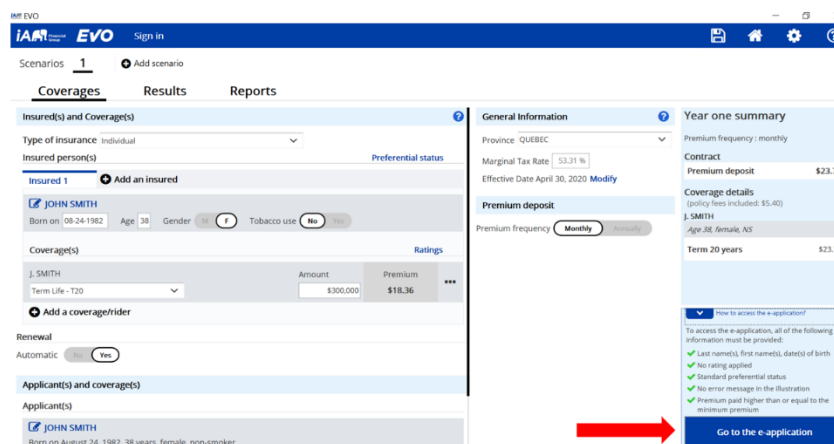 iA EVO
iA Financial Group EVO Sign in
Scenarios 1 Add scenario
Coverages Results Reports
Insured(s) and Coverage(s)
Type of insurance Individual
Insured person(s) Preferential status
Insured 1 Add an insured
JOHN SMITH
Born on 08-24-1982 Age 38 Gender M F Tobacco use No Yes
Coverage(s) Ratings
J. SMITH Amount Premium
Term Life - T20 $300,000 $18.36
Add a coverage/rider
Renewal
Automatic No Yes
Applicant(s) and coverage(s)
Applicant(s)
JOHN SMITH
Born on August 24, 1982, 38 years, female, non-smoker
General Information
Province QUEBEC
Marginal Tax Rate 53.31 %
Effective Date April 30, 2020 Modify
Premium deposit
Premium frequency Monthly Annually
Year one summary
Premium frequency : monthly
Contract
Premium deposit $23.
Coverage details
(policy fees included: $5.40)
J. SMITH
Age 38, female, NS
Term 20 years $23.
How to access the e-application?
To access the e-application, all of the following
information must be provided:
Last name(s), first name(s), date(s) of birth
No rating applied
Standard preferential status
No error message in the illustration
Premium paid higher than or equal to the
minimum premium
Go to the e-application